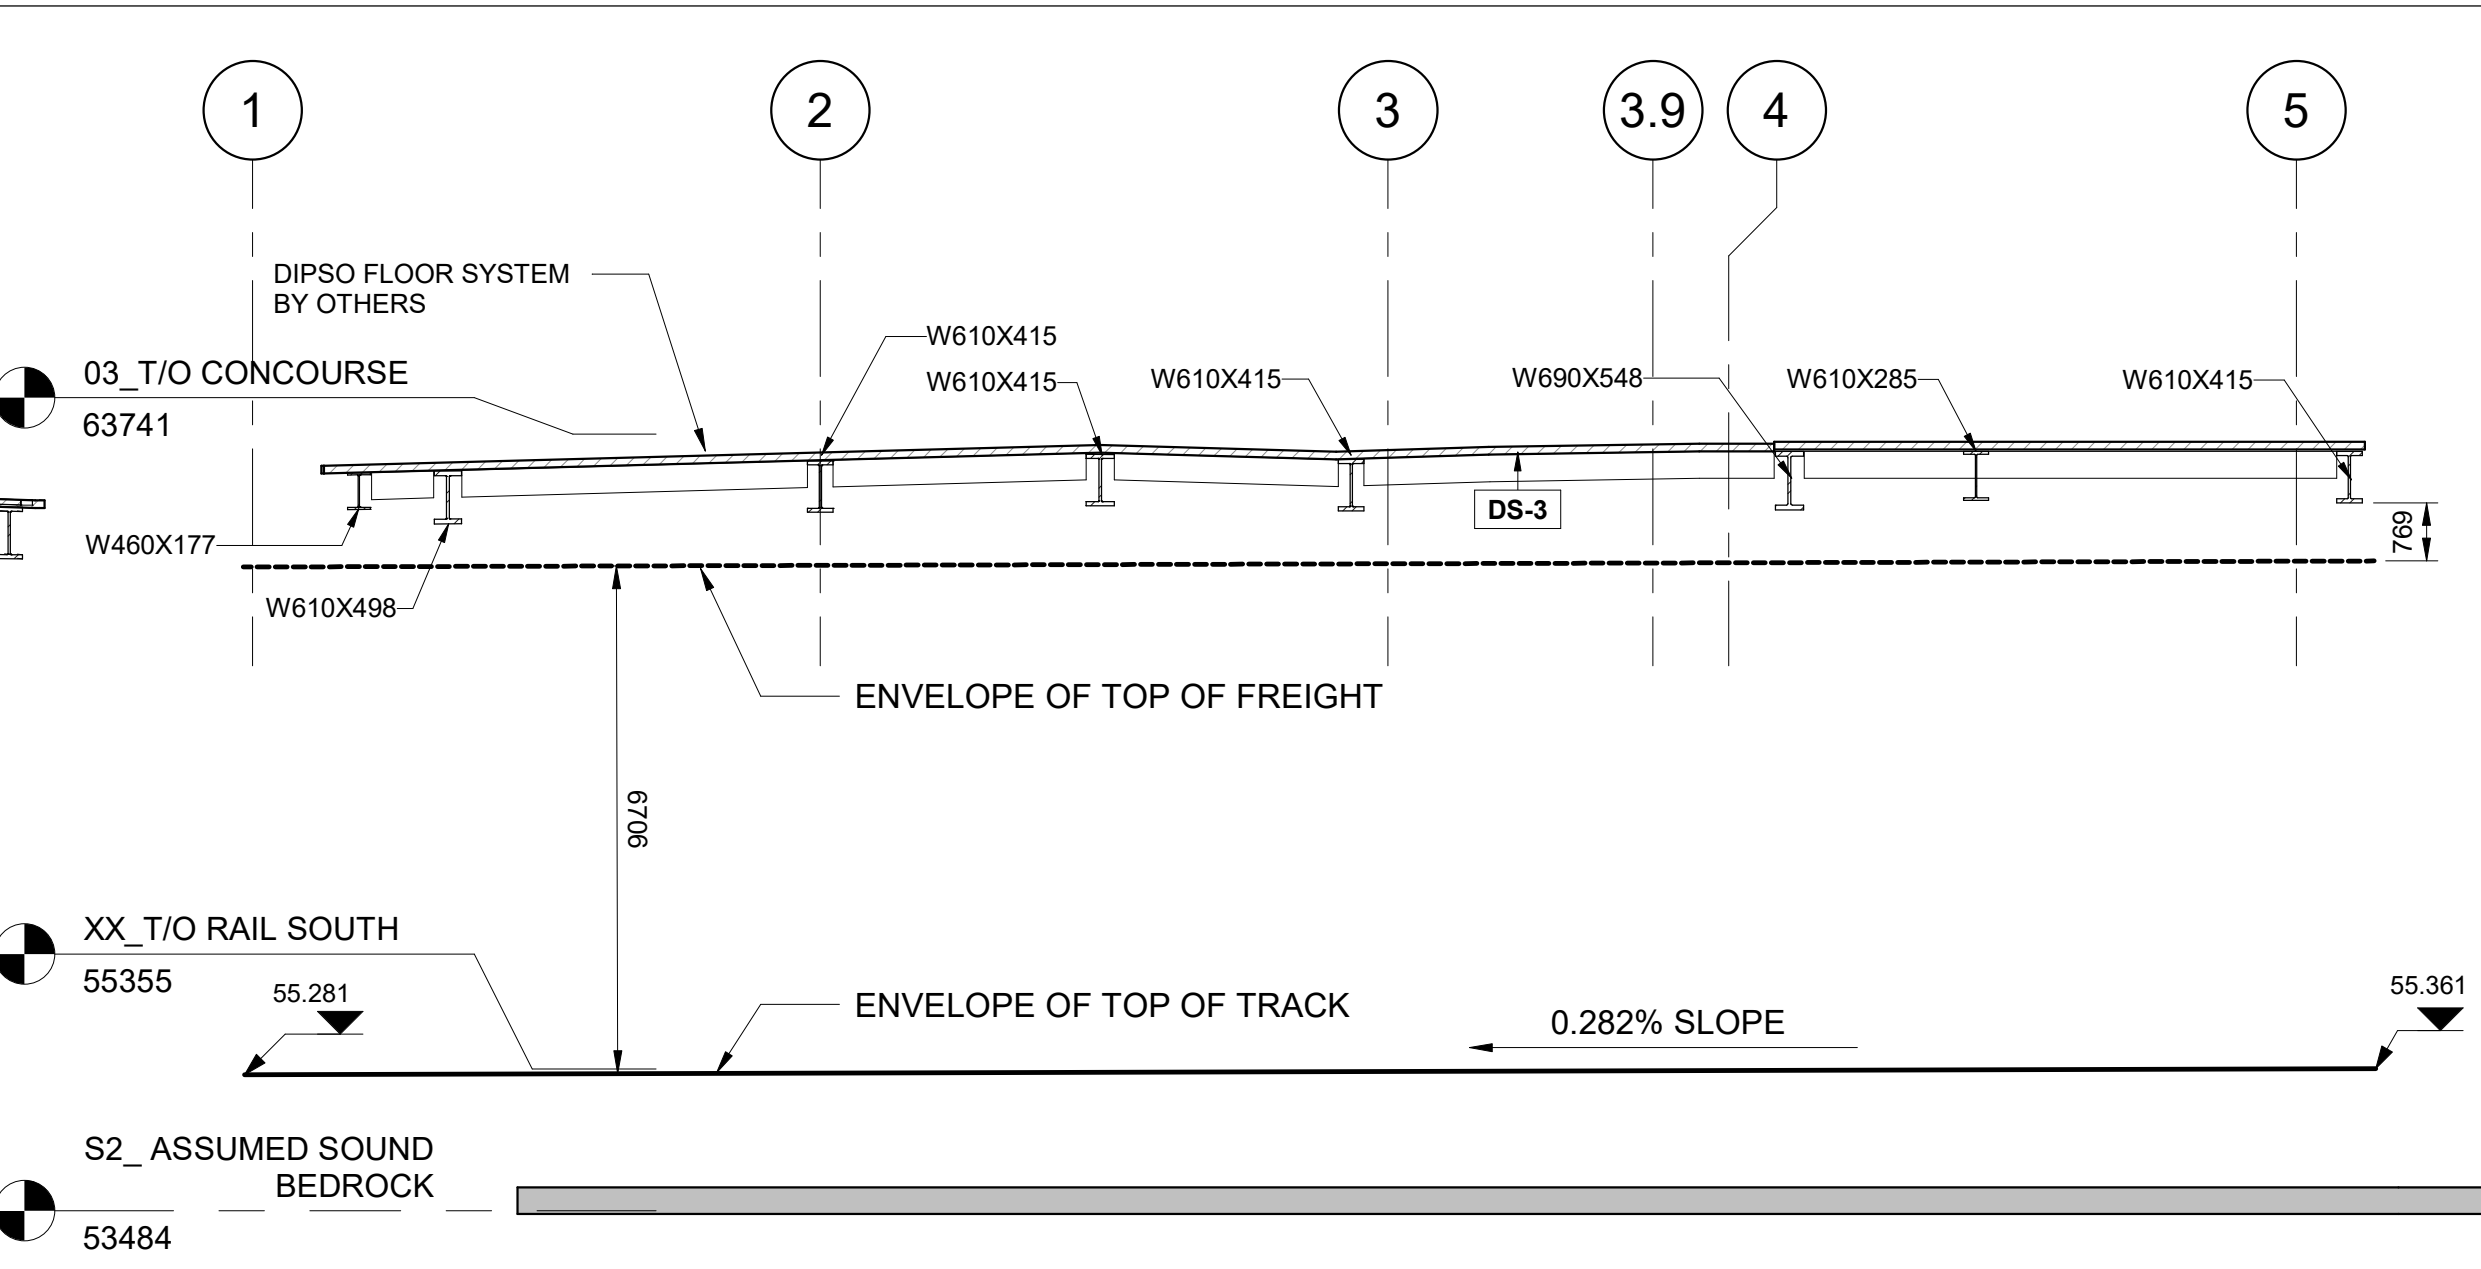 1
2
3
3.9
4
5
DIPSO FLOOR SYSTEM
BY OTHERS
W610X415
W610X415
W610X415
W690X548
W610X285
W610X415
03_T/O CONCOURSE
63741
DS-3
769
W460X177
W610X498
ENVELOPE OF TOP OF FREIGHT
6706
XX_T/O RAIL SOUTH
55355
55.281
ENVELOPE OF TOP OF TRACK
0.282% SLOPE
55.361
S2_ ASSUMED SOUND
BEDROCK
53484